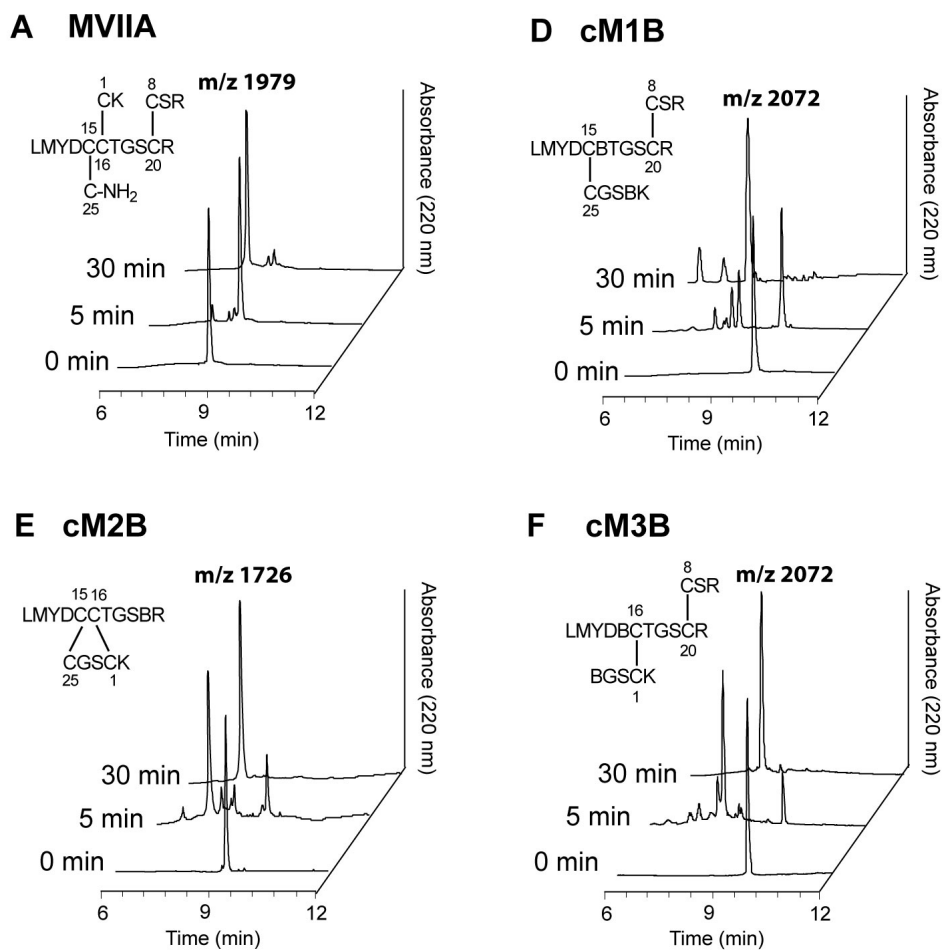 A MVIIA
m/z 1979
1
CK
8
CSR
15
LMYDCCTGSCR
16
20
C-NH2
25
30 min
5 min
0 min
Absorbance (220 nm)
6 9 12
Time (min)
D cM1B
m/z 2072
8
CSR
15
LMYDCBTGSCR
20
CGSBK
25
30 min
5 min
0 min
Absorbance (220 nm)
6 9 12
Time (min)
E cM2B
m/z 1726
15 16
LMYDCCTGSBR
CGSCK
25 1
30 min
5 min
0 min
Absorbance (220 nm)
6 9 12
Time (min)
F cM3B
m/z 2072
8
CSR
16
LMYDBCTGSCR
20
BGSCK
1
30 min
5 min
0 min
Absorbance (220 nm)
6 9 12
Time (min)